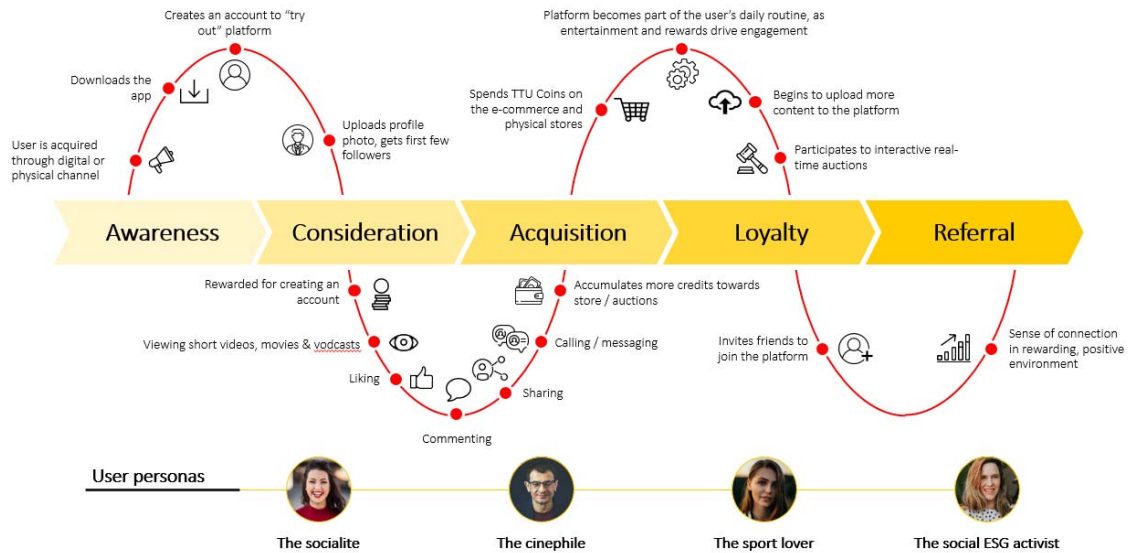 Creates an account to “try
out” platform
Downloads the
app
User is acquired
through digital or
physical channel
Uploads profile
photo, gets first few
followers
Platform becomes part of the user’s daily routine, as
entertainment and rewards drive engagement
Spends TTU Coins on
the e-commerce and
physical stores
Begins to upload more
content to the platform
Participates to interactive real-
time auctions
Awareness
Consideration
Acquisition
Loyalty
Referral
Rewarded for creating an
account
Viewing short videos, movies & vodcasts
Liking
Commenting
Sharing
Calling / messaging
Accumulates more credits towards
store / auctions
Invites friends to
join the platform
Sense of connection
in rewarding, positive
environment
User personas
The socialite
The cinephile
The sport lover
The social ESG activist